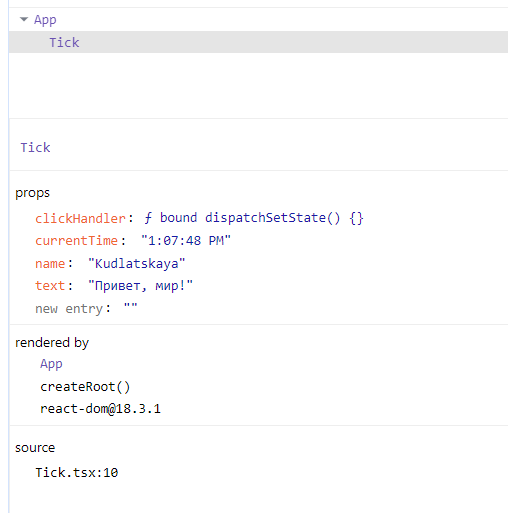 App
Tick
Tick
props
clickHandler: ƒ bound dispatchSetState() {}
currentTime: "1:07:48 PM"
name: "Kudlatskaya"
text: "Привет, мир!"
new entry: ""
rendered by
App
createRoot()
react-dom@18.3.1
source
Tick.tsx:10